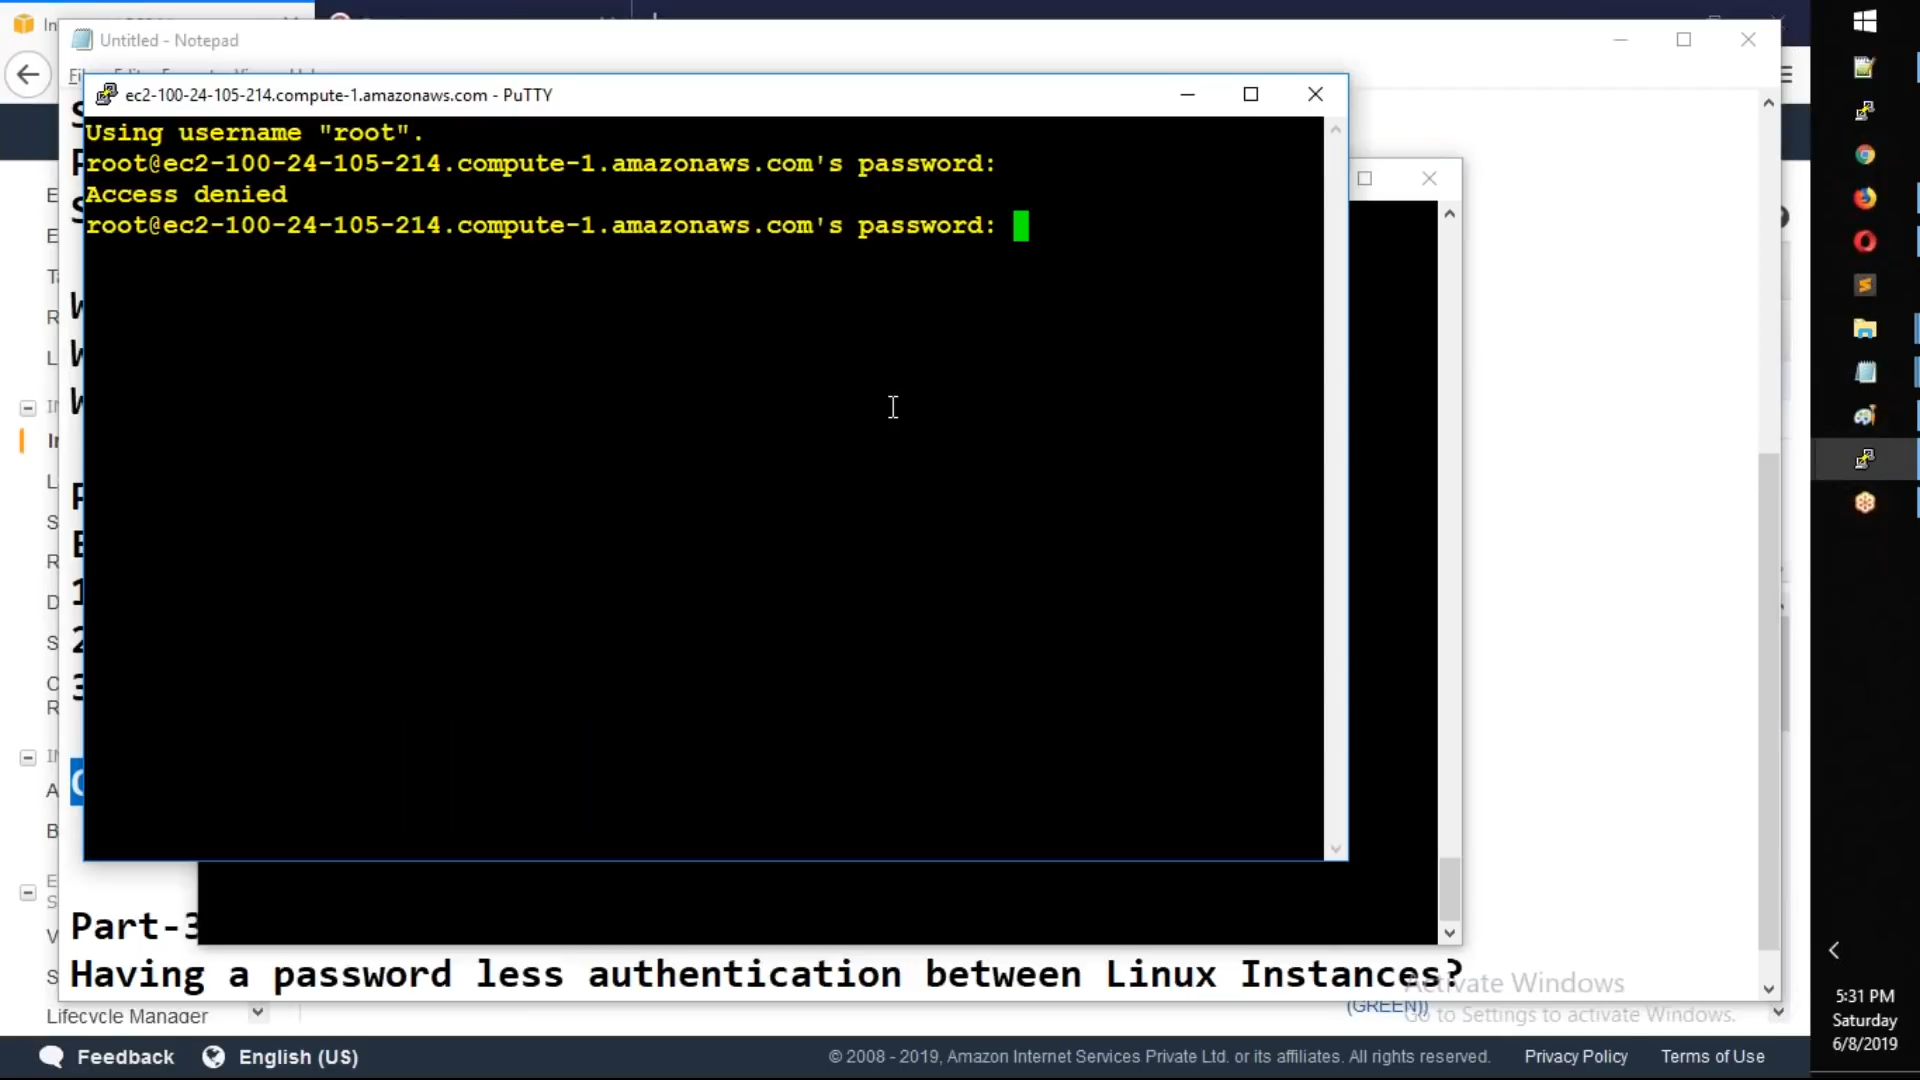 Untitled - Notepad
ec2-100-24-105-214.compute-1.amazonaws.com - PuTTY
Using username "root".
root@ec2-100-24-105-214.compute-1.amazonaws.com's password:
Access denied
root@ec2-100-24-105-214.compute-1.amazonaws.com's password:
Part-3
Having a password less authentication between Linux Instances?
Activate Windows
(GREEN))
Go to Settings to activate Windows.
Lifecycle Manager
Feedback
English (US)
© 2008 - 2019, Amazon Internet Services Private Ltd. or its affiliates. All rights reserved.
Privacy Policy
Terms of Use
5:31 PM
Saturday
6/8/2019